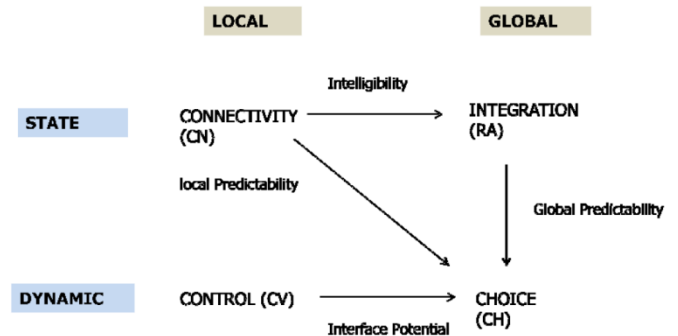 LOCAL
GLOBAL
Intelligibility
STATE
CONNECTIVITY
(CN)
INTEGRATION
(RA)
local Predictability
Global Predictability
DYNAMIC
CONTROL (CV)
CHOICE
(CH)
Interface Potential